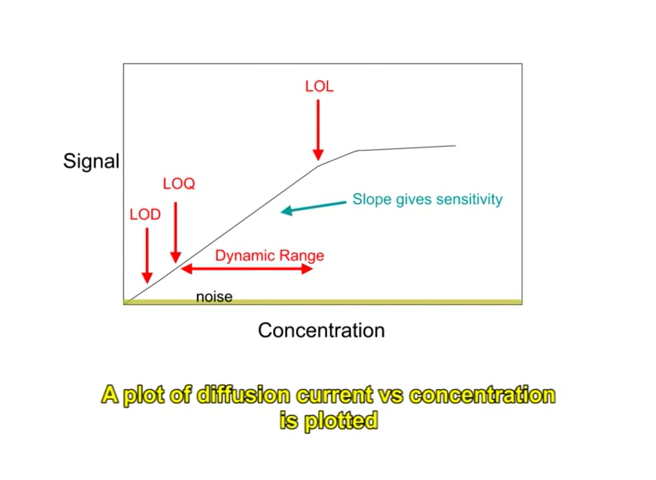 LOL
Signal
LOQ
Slope gives sensitivity
LOD
Dynamic Range
noise
Concentration
A plot of diffusion current vs concentration
is plotted